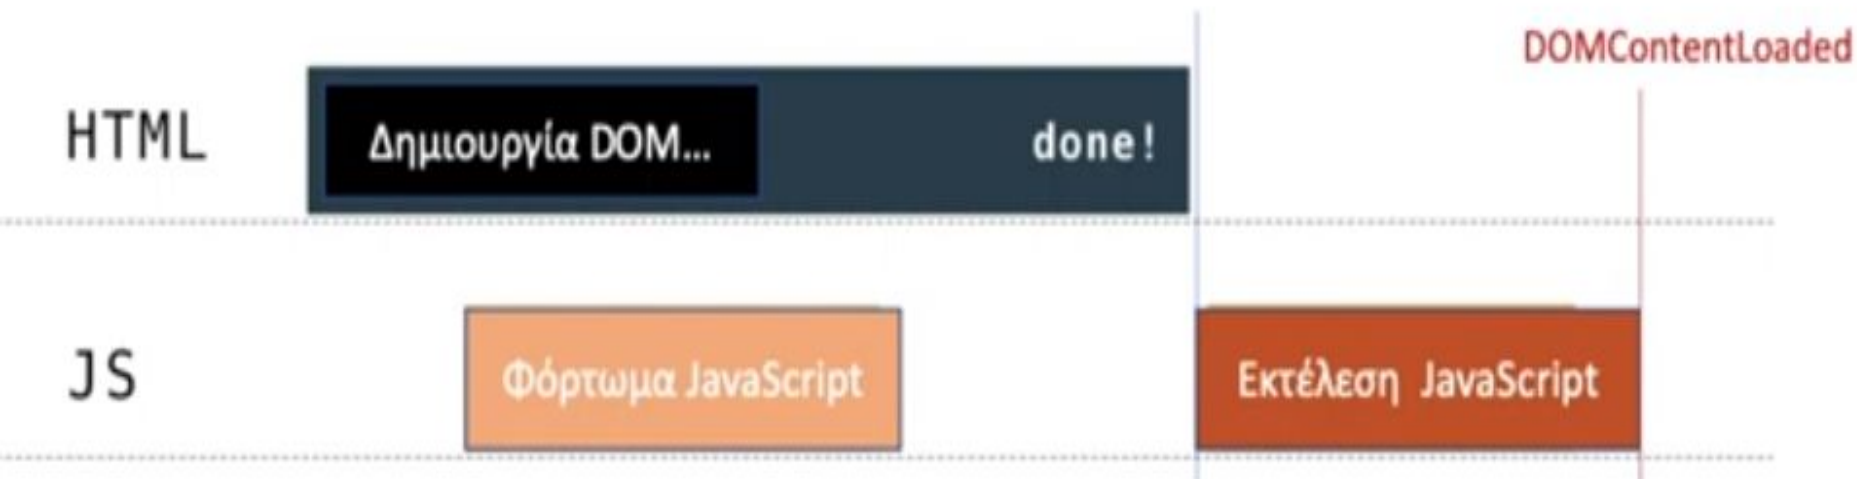 DOMContentLoaded
HTML
Δημιουργία DOM...
done!
JS
Φόρτωμα JavaScript
Εκτέλεση JavaScript